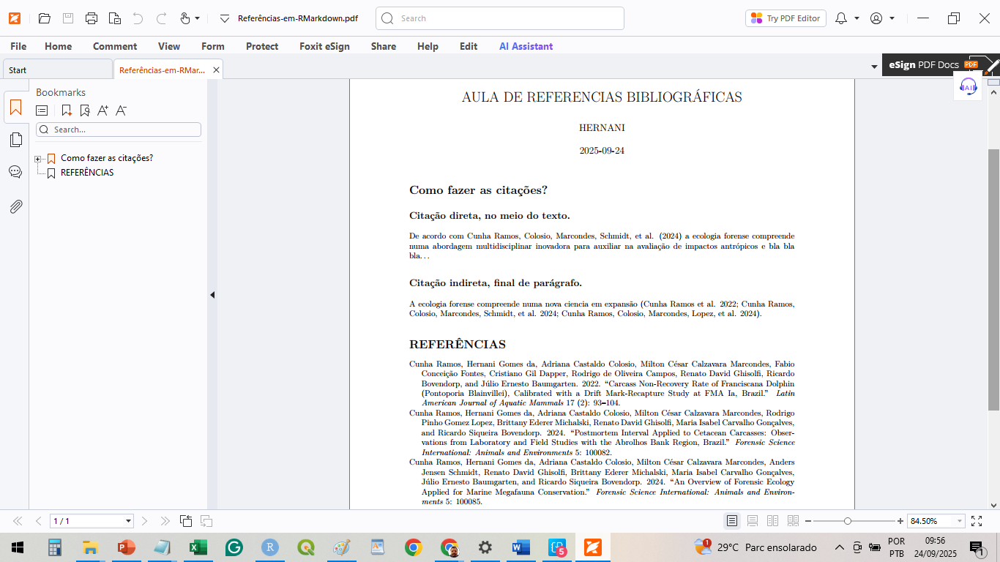 Referências-em-RMarkdown.pdf
Search
Try PDF Editor
File Home Comment View Form Protect Foxit eSign Share Help Edit AI Assistant
Start
Referências-em-RMar...
eSign PDF Docs PDF
AI
Bookmarks
Search...
Como fazer as citações?
REFERÊNCIAS
AULA DE REFERENCIAS BIBLIOGRÁFICAS
HERNANI
2025-09-24
Como fazer as citações?
Citação direta, no meio do texto.
De acordo com Cunha Ramos, Colosio, Marcondes, Schmidt, et al. (2024) a ecologia forense compreende
numa abordagem multidisciplinar inovadora para auxiliar na avaliação de impactos antrópicos e bla bla
bla...
Citação indireta, final de parágrafo.
A ecologia forense compreende numa nova ciencia em expansão (Cunha Ramos et al. 2022; Cunha Ramos,
Colosio, Marcondes, Schmidt, et al. 2024; Cunha Ramos, Colosio, Marcondes, Lopez, et al. 2024).
REFERÊNCIAS
Cunha Ramos, Hernani Gomes da, Adriana Castaldo Colosio, Milton César Calzavara Marcondes, Fabio
Conceição Fontes, Cristiano Gil Dapper, Rodrigo de Oliveira Campos, Renato David Ghisolfi, Ricardo
Bovendorp, and Júlio Ernesto Baumgarten. 2022. “Carcass Non-Recovery Rate of Franciscana Dolphin
(Pontoporia Blainvillei), Calibrated with a Drift Mark-Recapture Study at FMA Ia, Brazil.” Latin
American Journal of Aquatic Mammals 17 (2): 93–104.
Cunha Ramos, Hernani Gomes da, Adriana Castaldo Colosio, Milton César Calzavara Marcondes, Rodrigo
Pinho Gomez Lopez, Brittany Ederer Michalski, Renato David Ghisolfi, Maria Isabel Carvalho Gonçalves,
and Ricardo Siqueira Bovendorp. 2024. “Postmortem Interval Applied to Cetacean Carcasses: Obser-
vations from Laboratory and Field Studies with the Abrolhos Bank Region, Brazil.” Forensic Science
International: Animals and Environments 5: 100082.
Cunha Ramos, Hernani Gomes da, Adriana Castaldo Colosio, Milton César Calzavara Marcondes, Anders
Jensen Schmidt, Renato David Ghisolfi, Brittany Ederer Michalski, Maria Isabel Carvalho Gonçalves,
Júlio Ernesto Baumgarten, and Ricardo Siqueira Bovendorp. 2024. “An Overview of Forensic Ecology
Applied for Marine Megafauna Conservation.” Forensic Science International: Animals and Environ-
ments 5: 100085.
1 / 1
84.50%
29°C Parc ensolarado
POR
PTB
09:56
24/09/2025